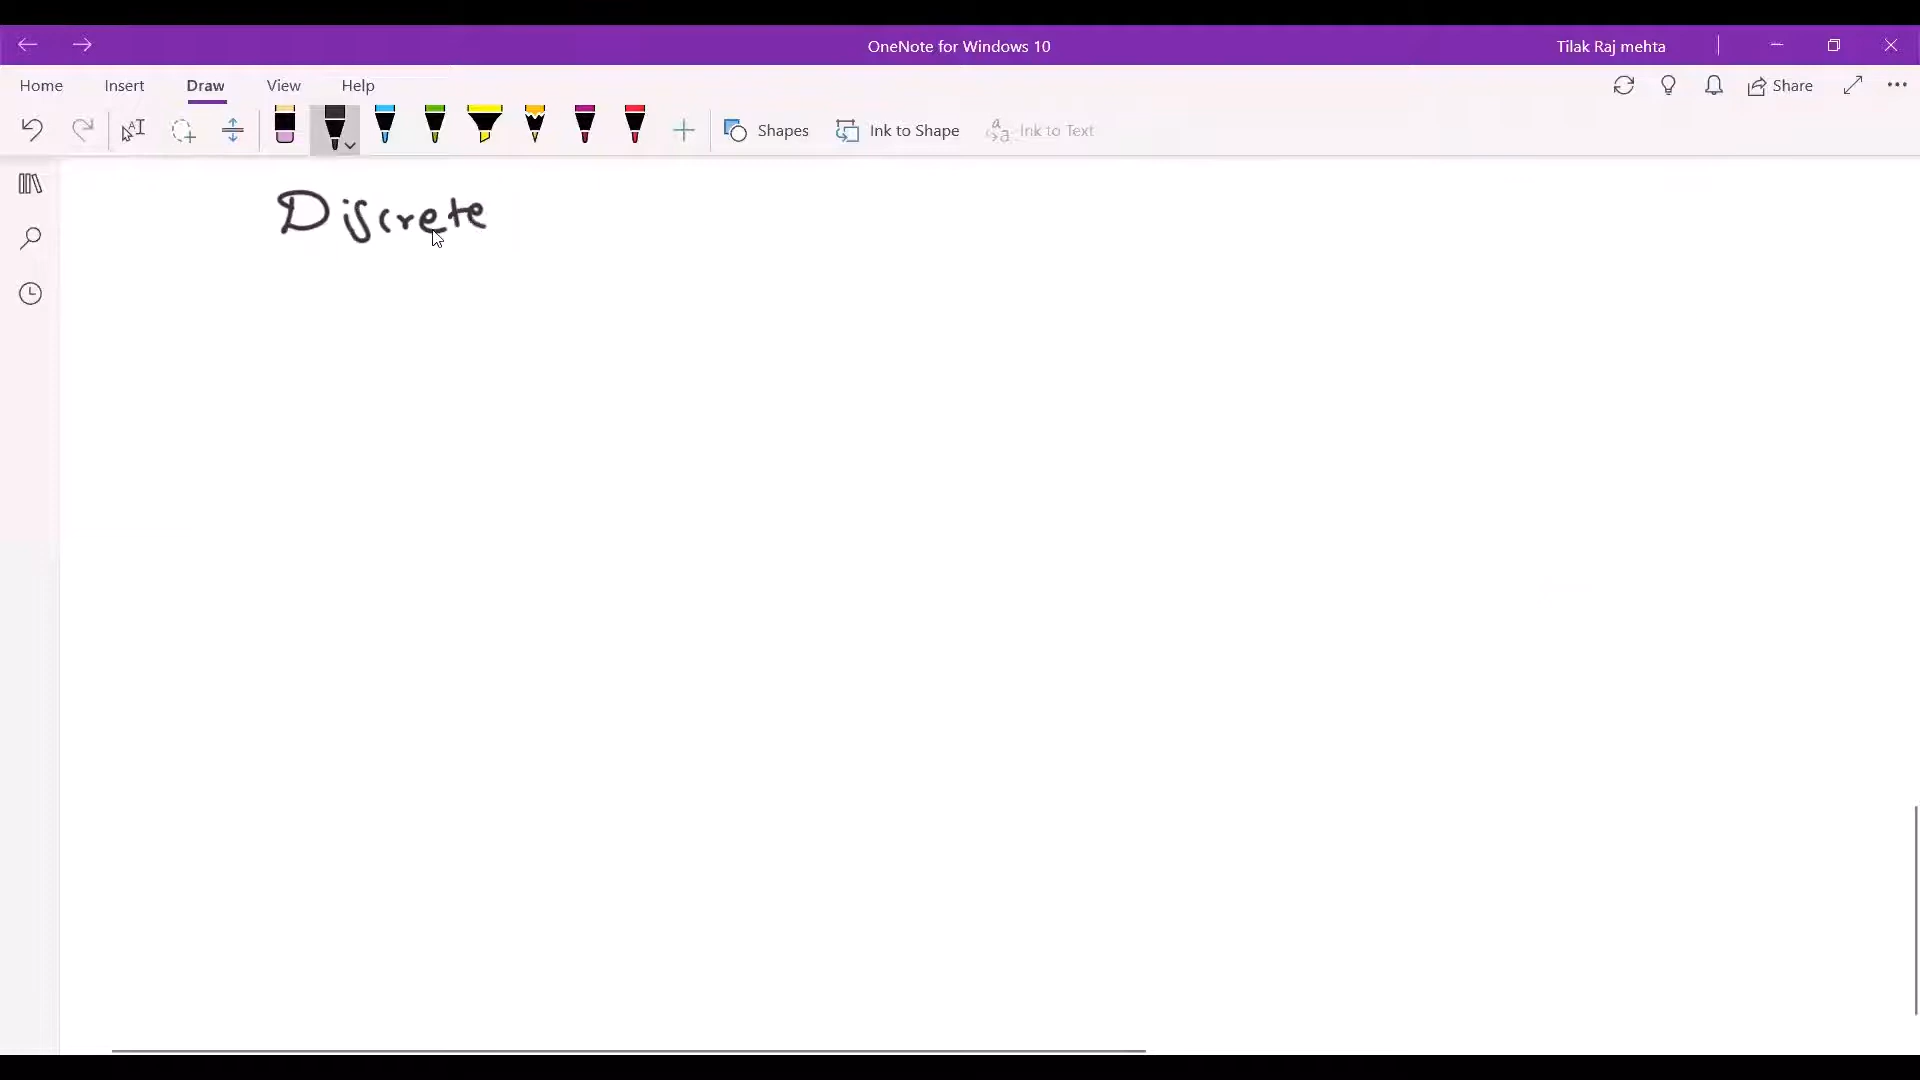 OneNote for Windows 10 Tilak Raj mehta
Home Insert Draw View Help Share
Shapes Ink to Shape Ink to Text
Discrete